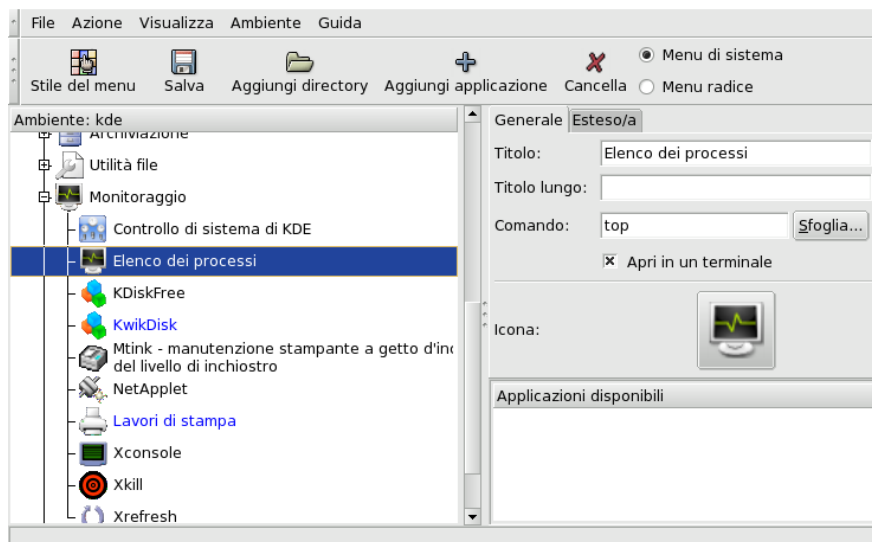 File Azione Visualizza Ambiente Guida
Stile del menu Salva Aggiungi directory Aggiungi applicazione Cancella
Menu di sistema
Menu radice
Ambiente: kde
Archiviazione
Utilità file
Monitoraggio
Controllo di sistema di KDE
Elenco dei processi
KDiskFree
KwikDisk
Mtink - manutenzione stampante a getto d'inc
del livello di inchiostro
NetApplet
Lavori di stampa
Xconsole
Xkill
Xrefresh
Generale Esteso/a
Titolo: Elenco dei processi
Titolo lungo:
Comando: top Sfoglia...
Apri in un terminale
Icona:
Applicazioni disponibili